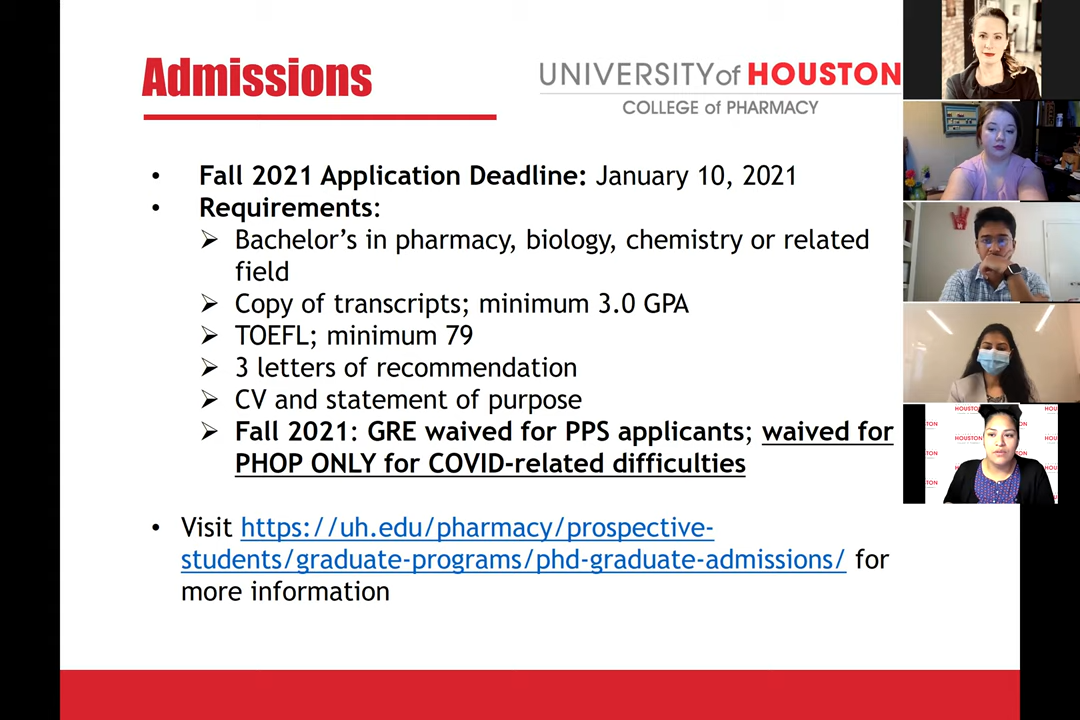 Admissions
UNIVERSITY of HOUSTON
COLLEGE of PHARMACY
• Fall 2021 Application Deadline: January 10, 2021
• Requirements:
➢ Bachelor's in pharmacy, biology, chemistry or related
field
➢ Copy of transcripts; minimum 3.0 GPA
➢ TOEFL; minimum 79
➢ 3 letters of recommendation
➢ CV and statement of purpose
➢ Fall 2021: GRE waived for PPS applicants; waived for
PHOP ONLY for COVID-related difficulties
• Visit https://uh.edu/pharmacy/prospective-
students/graduate-programs/phd-graduate-admissions/ for
more information